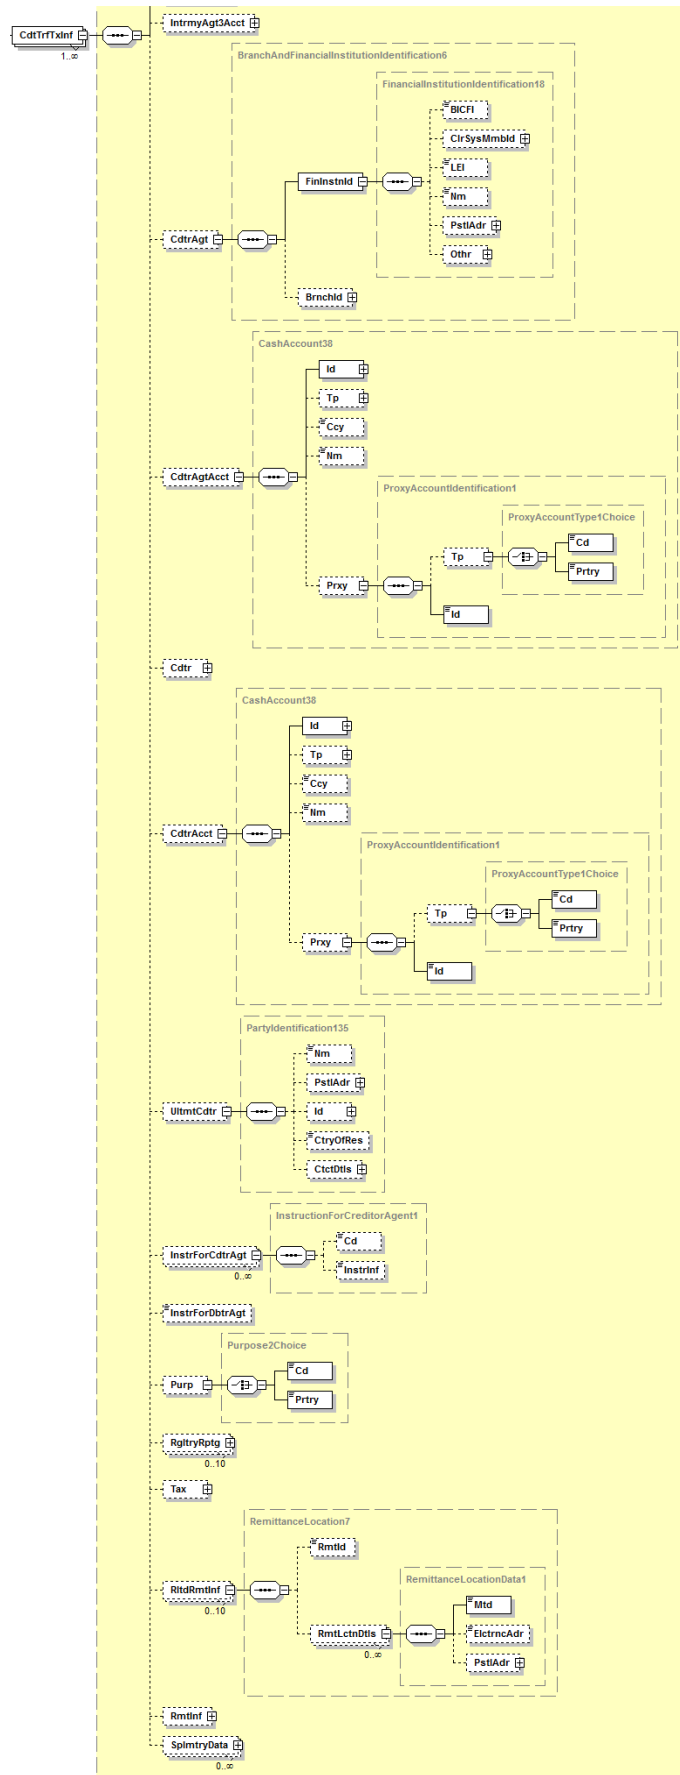 CdtTrfTxInf
1..∞
IntrmyAgt3Acct
BranchAndFinancialInstitutionIdentification6
FinancialInstitutionIdentification18
BICFI
ClrSysMmbId
FinInstnId
LEI
Nm
PstlAdr
CdtrAgt
Othr
BrnchId
CashAccount38
Id
Tp
Ccy
Nm
CdtrAgtAcct
ProxyAccountIdentification1
ProxyAccountType1Choice
Cd
Tp
Prtry
Prxy
Id
Cdtr
CashAccount38
Id
Tp
Ccy
Nm
CdtrAcct
ProxyAccountIdentification1
ProxyAccountType1Choice
Cd
Tp
Prtry
Prxy
Id
PartyIdentification135
Nm
PstlAdr
UltmtCdtr
Id
CtryOfRes
CtctDtls
InstructionForCreditorAgent1
Cd
InstrForCdtrAgt
0..∞
InstrInf
InstrForDbtrAgt
Purpose2Choice
Cd
Purp
Prtry
RgltryRptg
0..10
Tax
RemittanceLocation7
RmtId
RemittanceLocationData1
RltdRmtInf
0..10
Mtd
RmtLctnDtls
0..∞
ElctrncAdr
PstlAdr
RmtInf
SplmtryData
0..∞